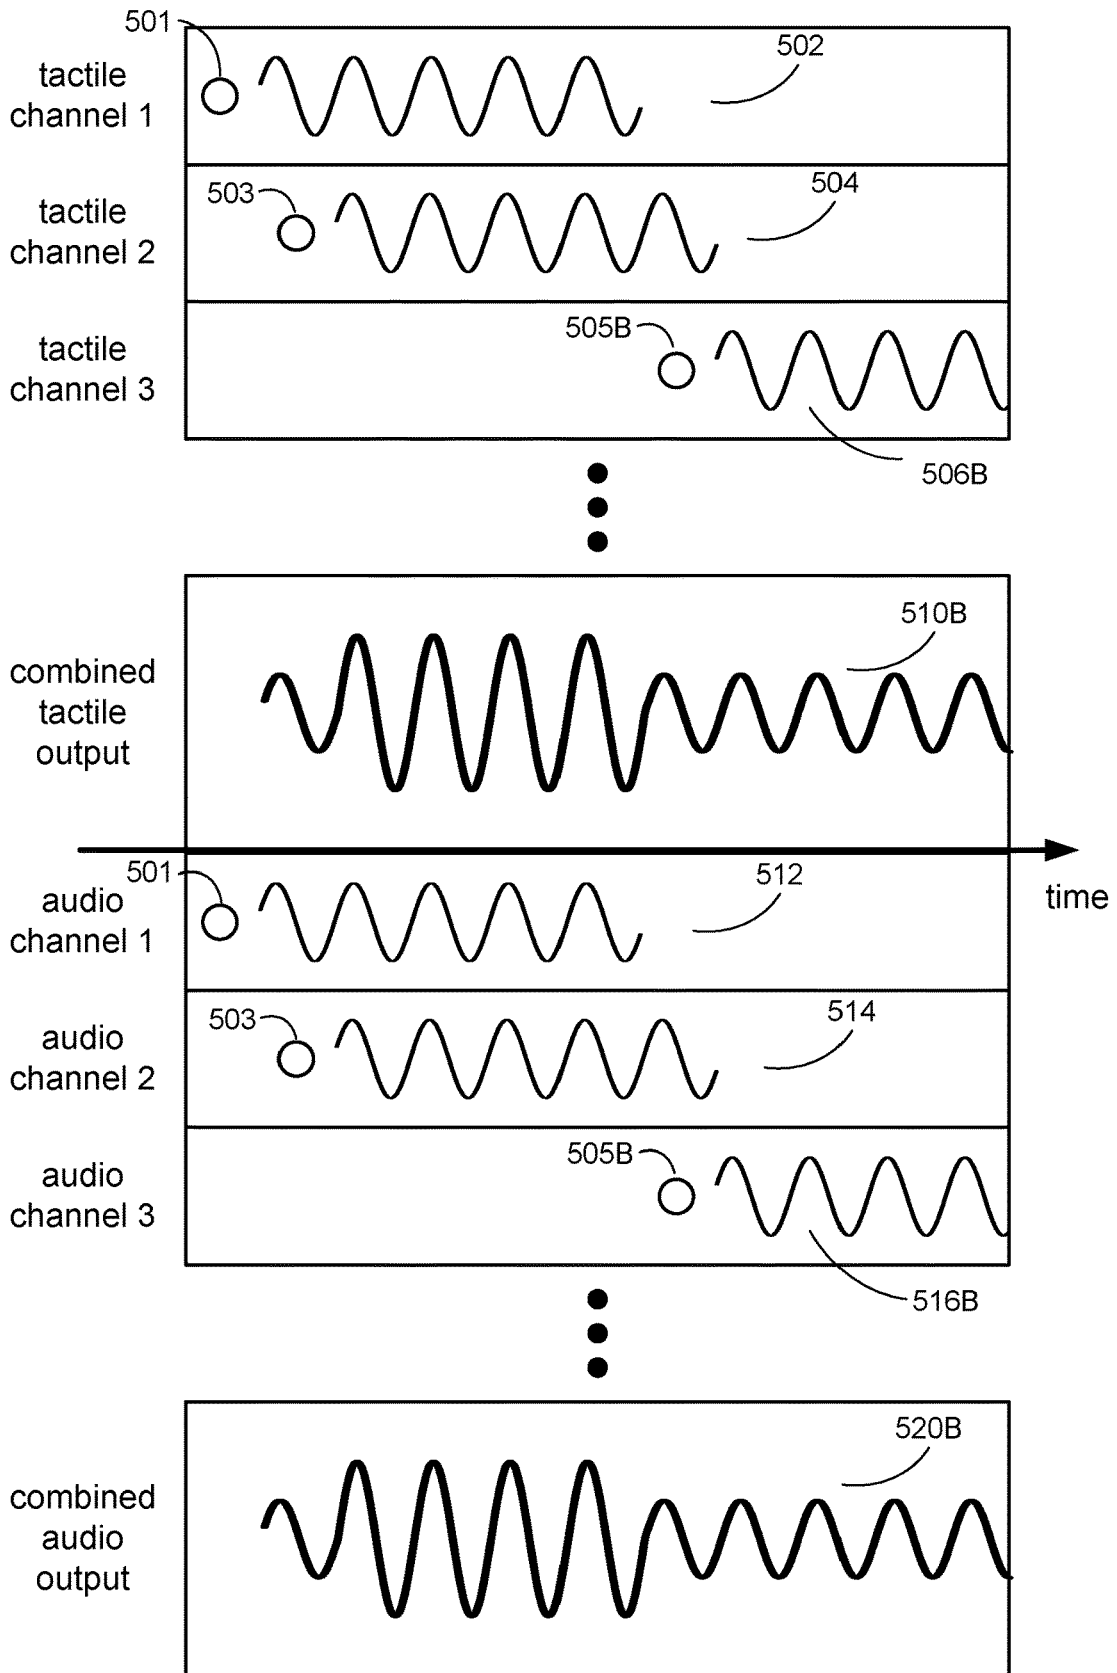 501
502
tactile
channel 1
503
504
tactile
channel 2
505B
tactile
channel 3
506B
510B
combined
tactile
output
501
512
time
audio
channel 1
503
514
audio
channel 2
505B
audio
channel 3
516B
520B
combined
audio
output